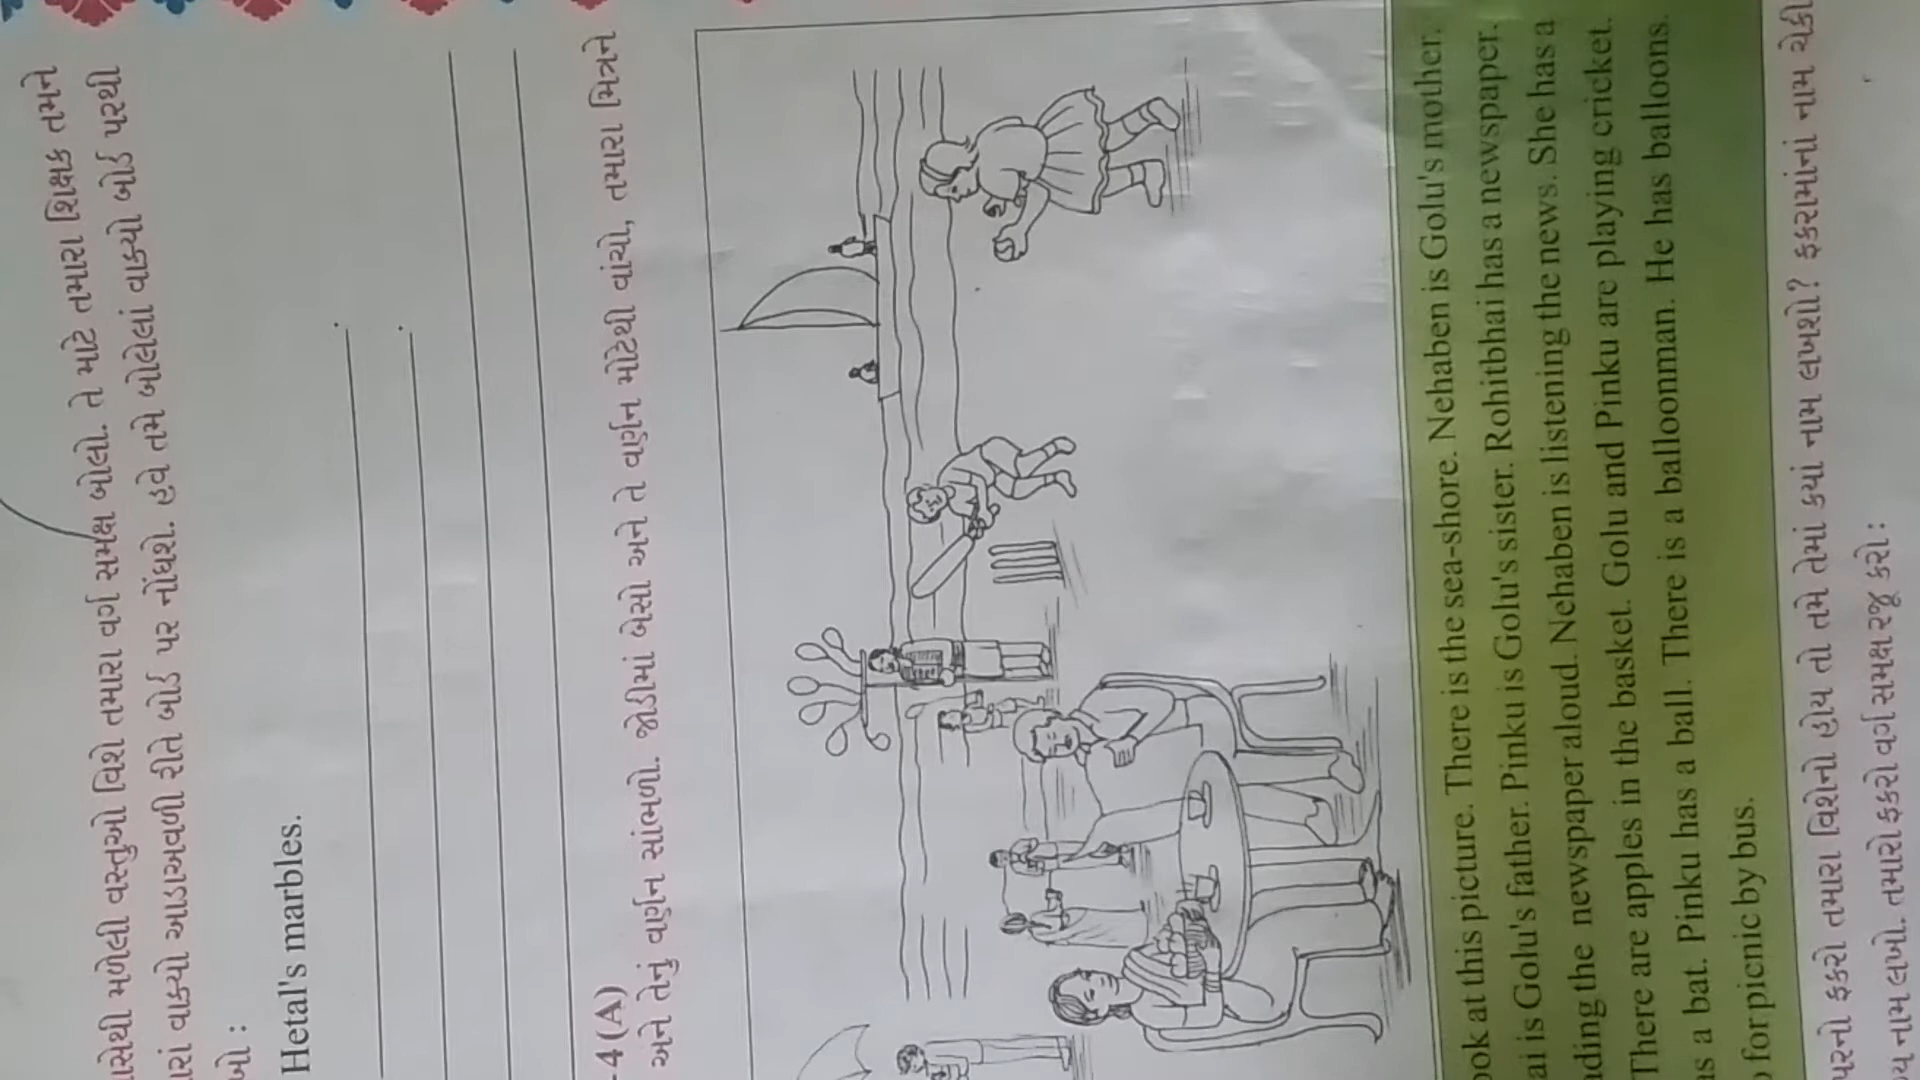 પાસેથી મળેલી વસ્તુઓ વિશે તમારા વર્ગ સમક્ષ બોલો. તે માટે તમારા શિક્ષક તમને
તમારાં વાક્યો આડાઅવળી રીતે બોર્ડ પર નોંધશે. હવે તમે બોલેલાં વાક્યો બોર્ડ પરથી
Hetal's marbles.
-4 (A)
જોડીમાં બેસો અને તે વર્ણન મોટેથી વાંચો, તમારા મિત્રને
અને તેનું વર્ણન સાંભળો.
ook at this picture. There is the sea-shore. Nehaben is Golu's mother.
ai is Golu's father. Pinku is Golu's sister. Rohitbhai has a newspaper.
ding the newspaper aloud. Nehaben is listening the news. She has a
There are apples in the basket. Golu and Pinku are playing cricket.
as a bat. Pinku has a ball. There is a balloonman. He has balloons.
for picnic by bus.
પરનો ફકરો તમારા વિશેનો હોય તો તમે તેમાં ક્યાં નામ લખશો? ફકરામાંનાં નામ ચેકી
નામ લખો. તમારો ફકરો વર્ગ સમક્ષ રજૂ કરો :